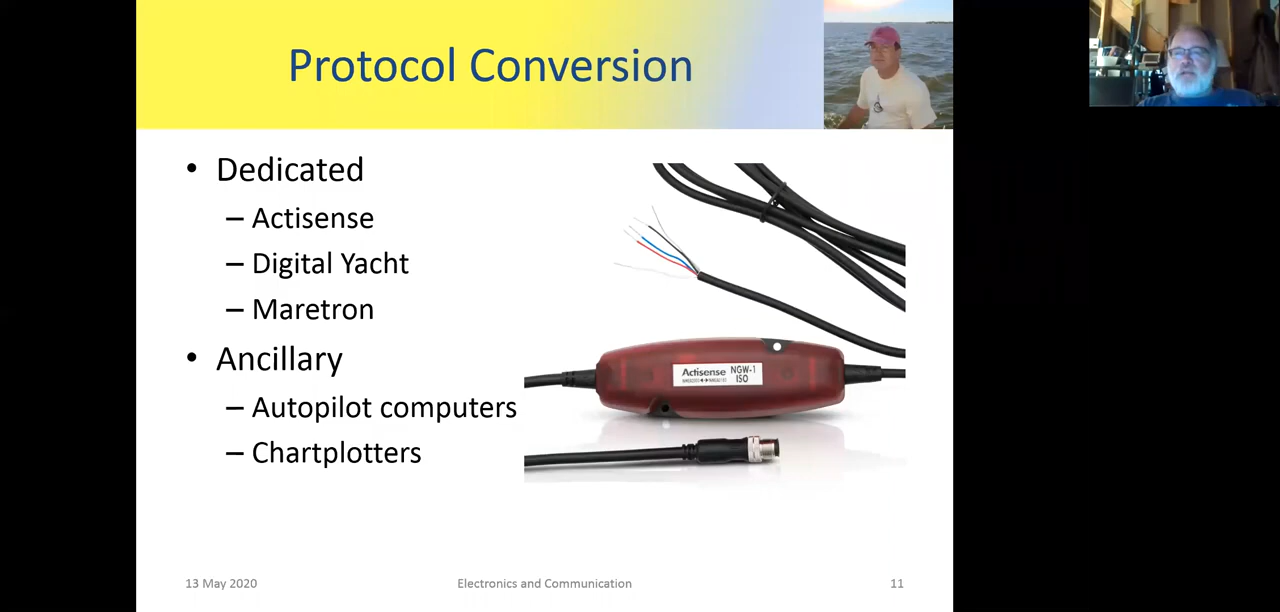 Protocol Conversion
• Dedicated
– Actisense
– Digital Yacht
– Maretron
• Ancillary
– Autopilot computers
– Chartplotters
Actisense NGW-1
ISO
13 May 2020
Electronics and Communication
11